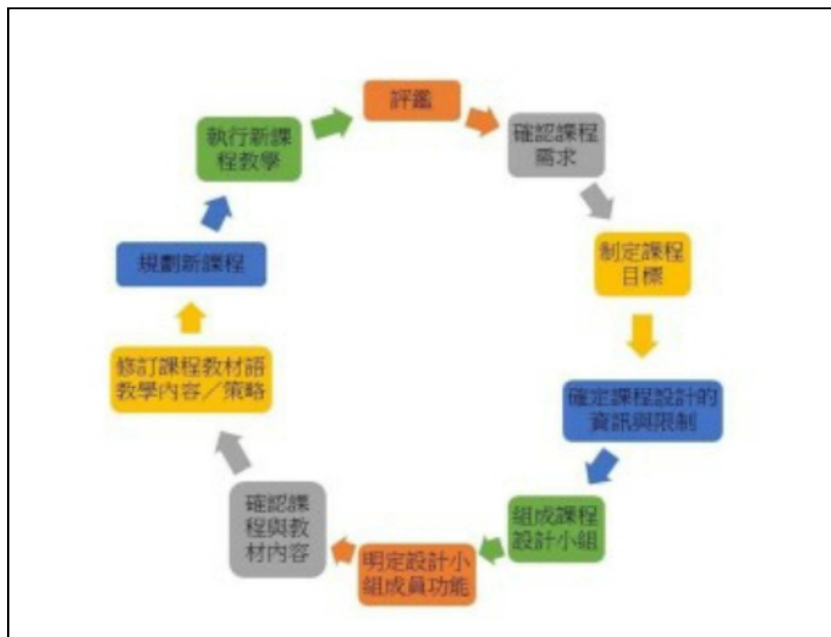 評鑑
確認課程
需求
制定課程
目標
確定課程設計的
資訊與限制
組成課程
設計小組
明定設計小
組成員功能
確認課
程與教
材內容
修訂課程教材語
教學內容／策略
規劃新課程
執行新課
程教學